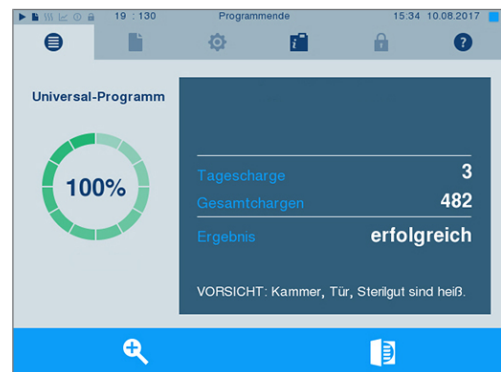 19 : 130 Programmende 15:34 10.08.2017
Universal-Programm
100%
Tagescharge 3
Gesamtchargen 482
Ergebnis erfolgreich
VORSICHT: Kammer, Tür, Sterilgut sind heiß.